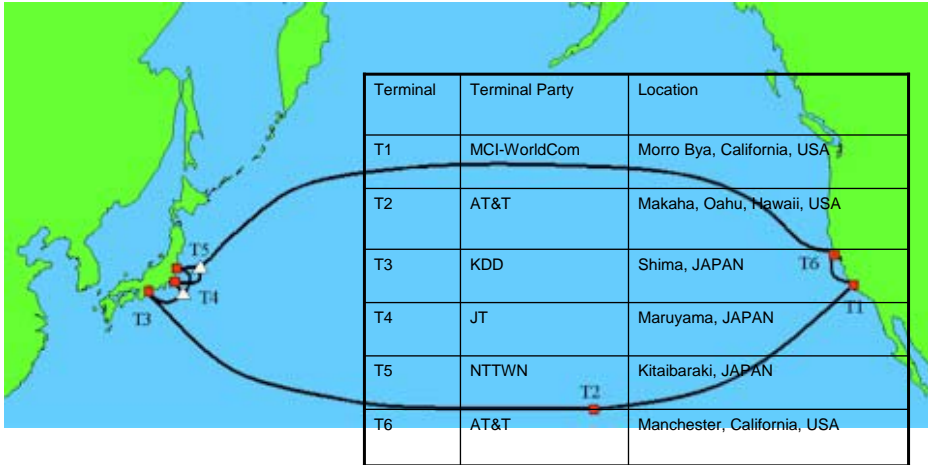 Terminal Terminal Party Location
T1 MCI-WorldCom Morro Bya, California, USA
T2 AT&T Makaha, Oahu, Hawaii, USA
T3 KDD Shima, JAPAN
T4 JT Maruyama, JAPAN
T5 NTTWN Kitaibaraki, JAPAN
T6 AT&T Manchester, California, USA
T5
T6
T4
T3
T1
T2